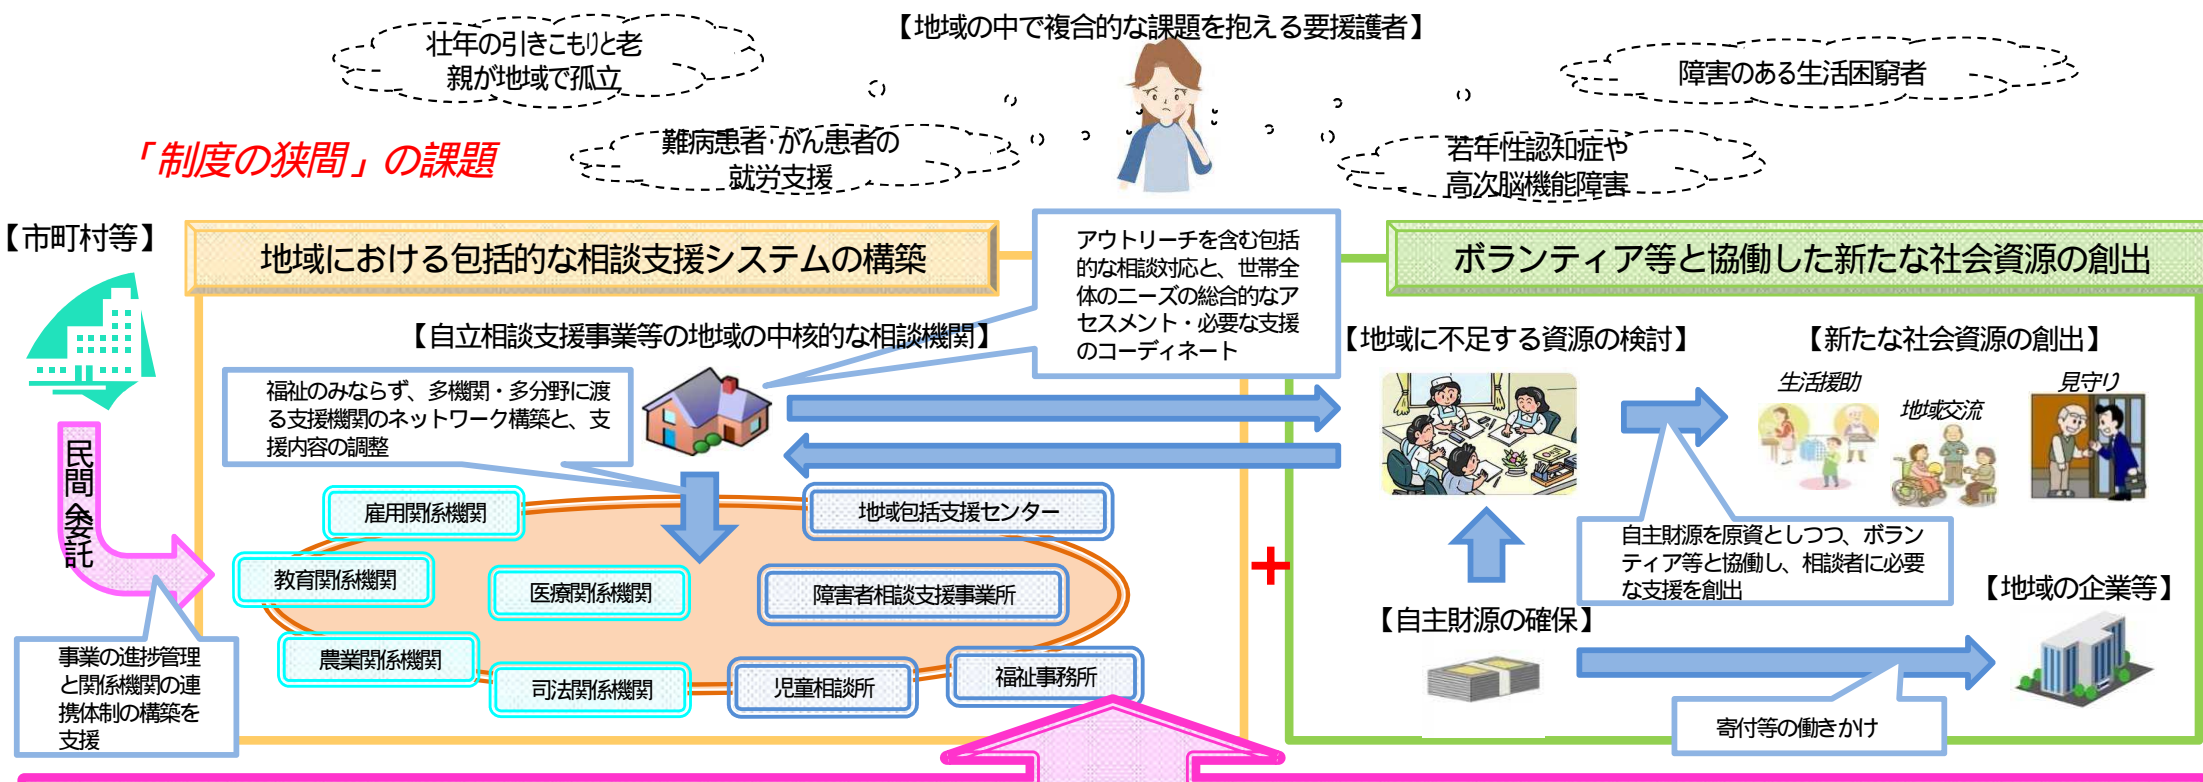 【地域の中で複合的な課題を抱える要援護者】
壮年の引きこもりと老
親が地域で孤立
障害のある生活困窮者
難病患者・がん患者の
就労支援
若年性認知症や
高次脳機能障害
「制度の狭間」の課題
【市町村等】
地域における包括的な相談支援システムの構築
アウトリーチを含む包括
的な相談対応と、世帯全
体のニーズの総合的なア
セスメント・必要な支援
のコーディネート
ボランティア等と協働した新たな社会資源の創出
【自立相談支援事業等の地域の中核的な相談機関】
福祉のみならず、多機関・多分野に渡
る支援機関のネットワーク構築と、支
援内容の調整
【地域に不足する資源の検討】
【新たな社会資源の創出】
生活援助
地域交流
見守り
民間へ委託
雇用関係機関
地域包括支援センター
教育関係機関
医療関係機関
障害者相談支援事業所
農業関係機関
司法関係機関
児童相談所
福祉事務所
事業の進捗管理
と関係機関の連
携体制の構築を
支援
+
自主財源を原資としつつ、ボラン
ティア等と協働し、相談者に必要
な支援を創出
【自主財源の確保】
【地域の企業等】
寄付等の働きかけ